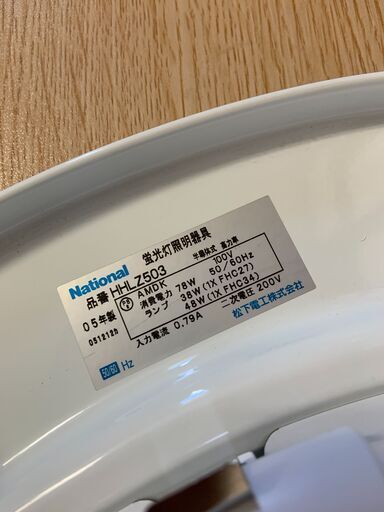 National 蛍光灯照明器具
品番 HHLZ503 半導体式 高力率
AMDK 100V
05年製 消費電力 78W 50/60Hz
ランプ 38W(1X FHC27)
051212h 48W(1X FHC34)
入力電流 0.79A 二次電圧 200V
50/60 Hz 松下電工株式会社